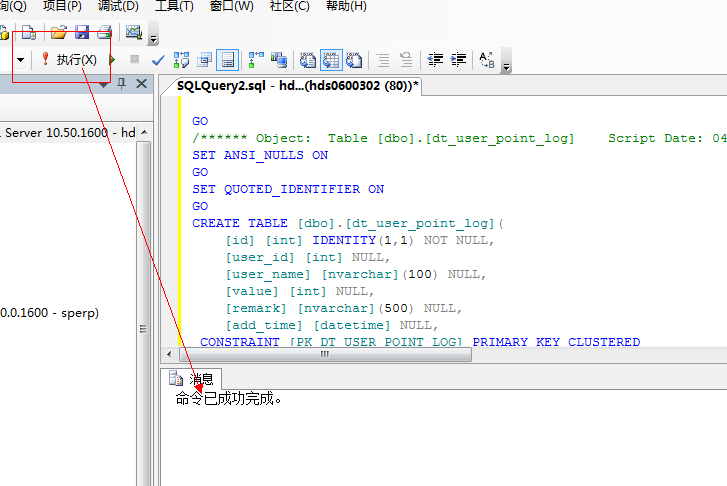 询(Q) 项目(P) 调试(D) 工具(T) 窗口(W) 社区(C) 帮助(H)
执行(X)
SQLQuery2.sql - hd...(hds0600302 (80))*
Server 10.50.1600 - hd
0.0.1600 - sperp)
GO
/****** Object:  Table [dbo].[dt_user_point_log]    Script Date: 04
SET ANSI_NULLS ON
GO
SET QUOTED_IDENTIFIER ON
GO
CREATE TABLE [dbo].[dt_user_point_log](
[id] [int] IDENTITY(1,1) NOT NULL,
[user_id] [int] NULL,
[user_name] [nvarchar](100) NULL,
[value] [int] NULL,
[remark] [nvarchar](500) NULL,
[add_time] [datetime] NULL,
CONSTRAINT [PK_DT_USER_POINT_LOG] PRIMARY KEY CLUSTERED
消息
命令已成功完成。